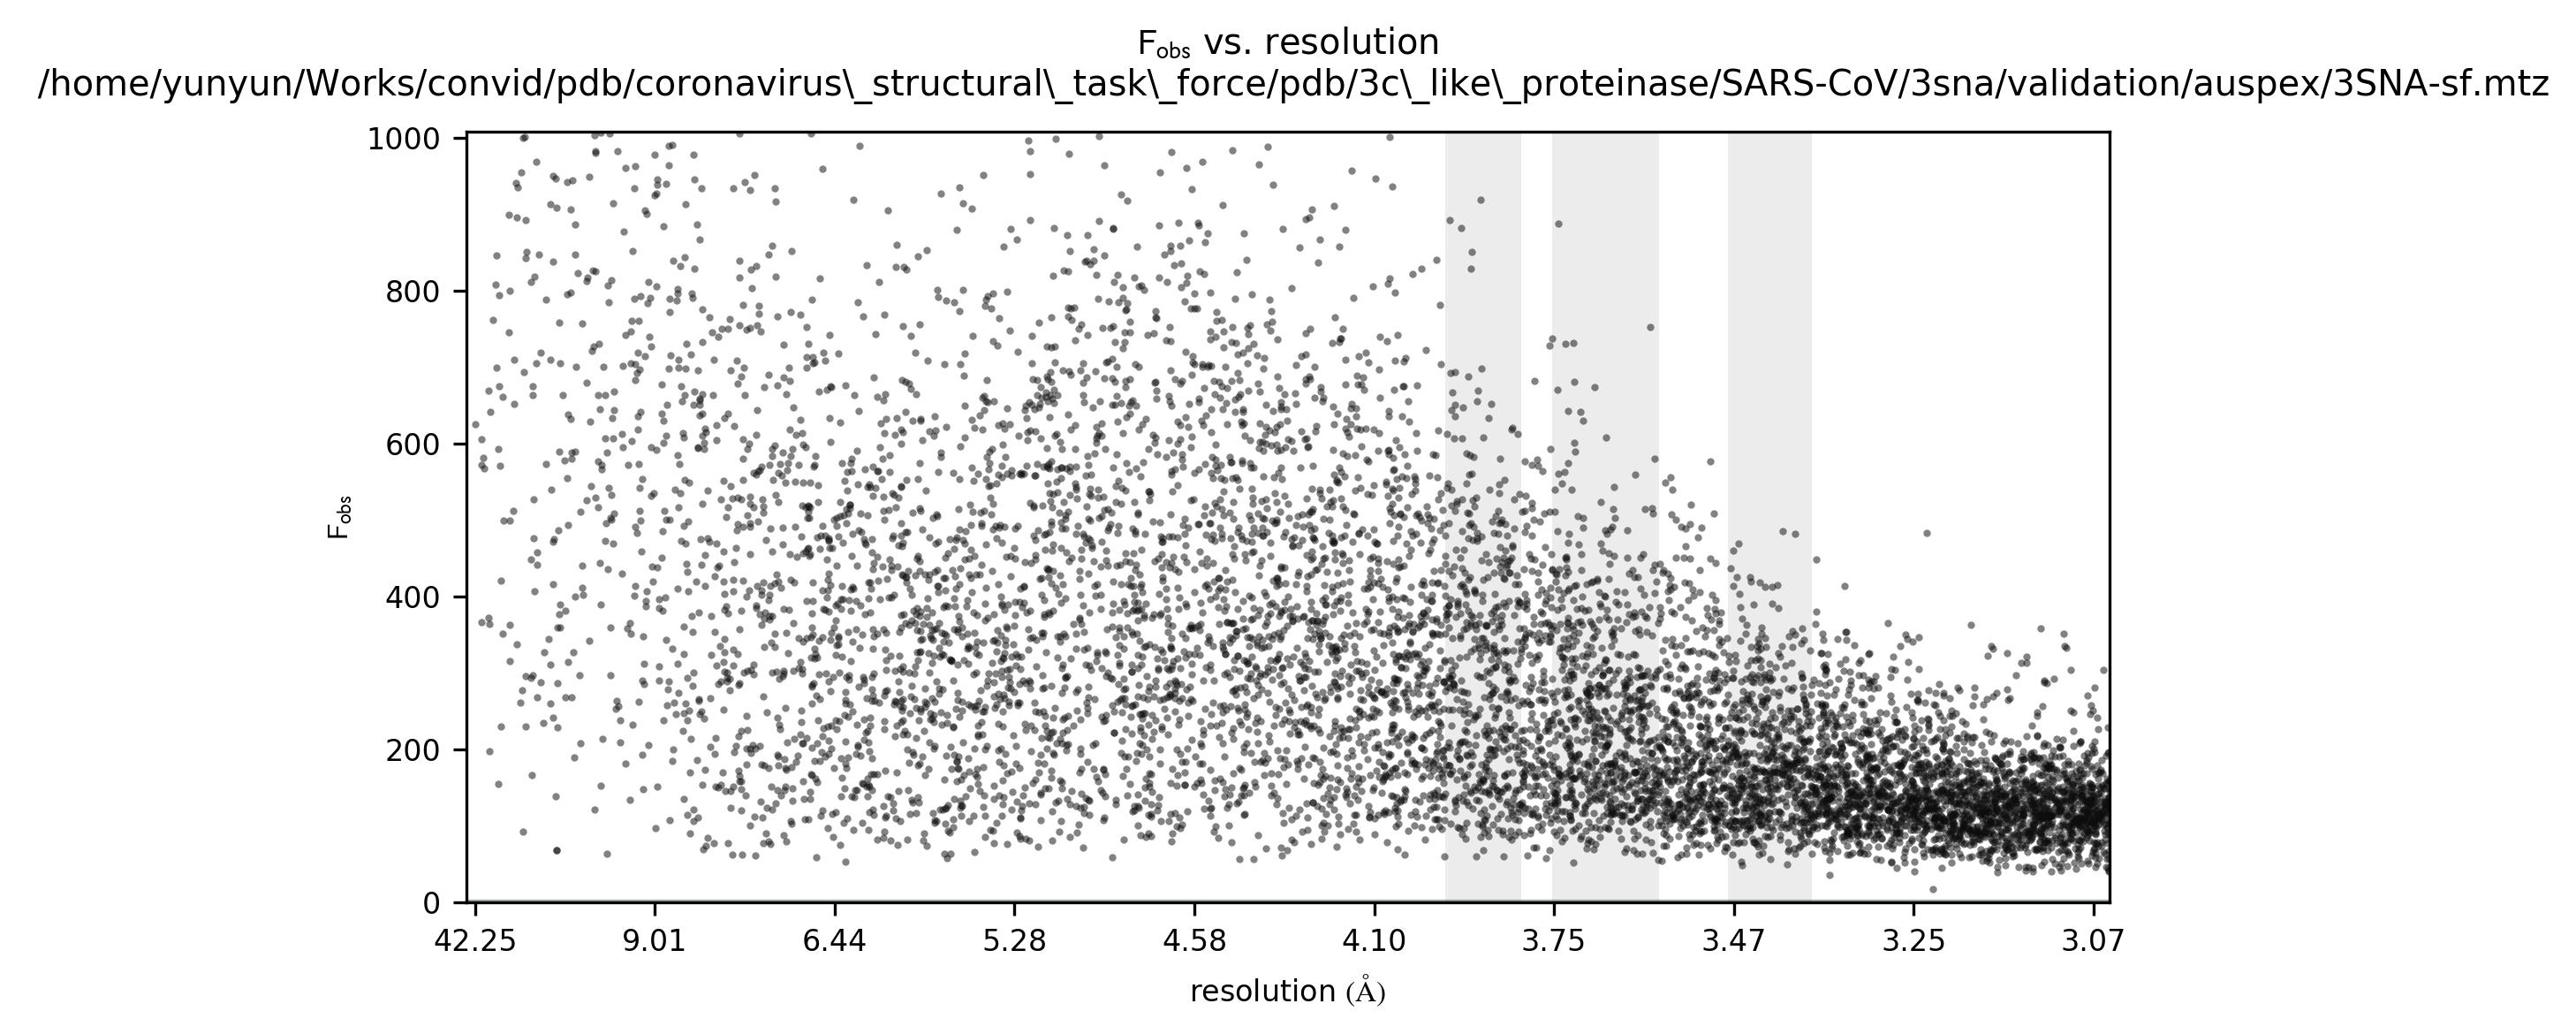 Fobs vs. resolution
/home/yunyun/Works/convid/pdb/coronavirus\_structural\_task\_force/pdb/3c\_like\_proteinase/SARS-CoV/3sna/validation/auspex/3SNA-sf.mtz
1000
800
600
400
200
0
Fobs
42.25 9.01 6.44 5.28 4.58 4.10 3.75 3.47 3.25 3.07
resolution (Å)